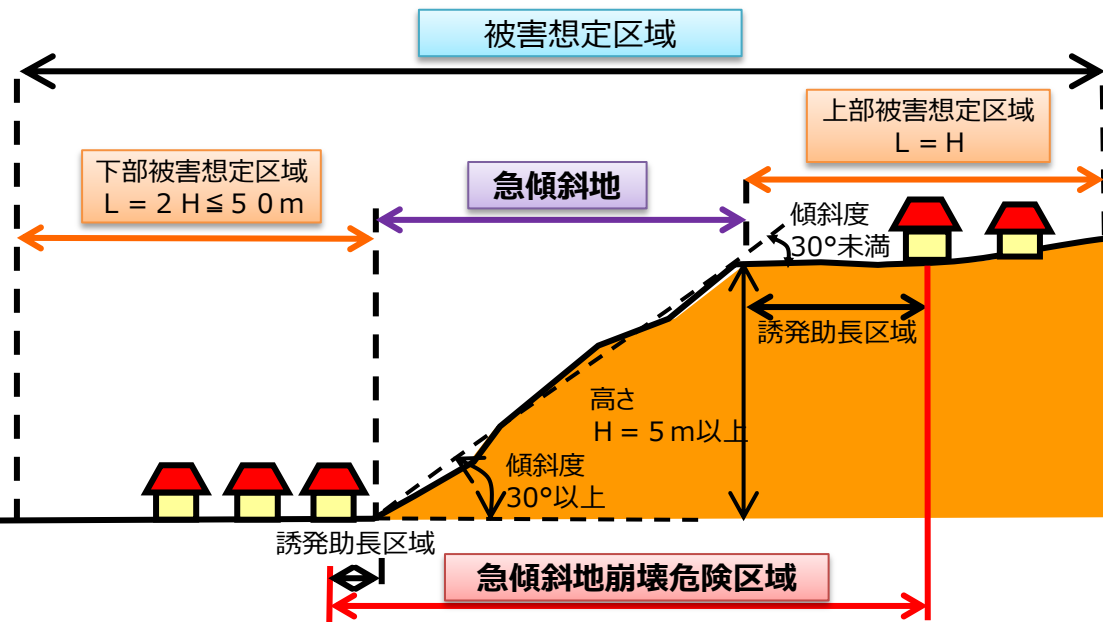 被害想定区域
上部被害想定区域
L = H
下部被害想定区域
L = 2 H ≦ 5 0 m
急傾斜地
傾斜度
30°未満
誘発助長区域
高さ
H = 5 m以上
傾斜度
30°以上
誘発助長区域
急傾斜地崩壊危険区域